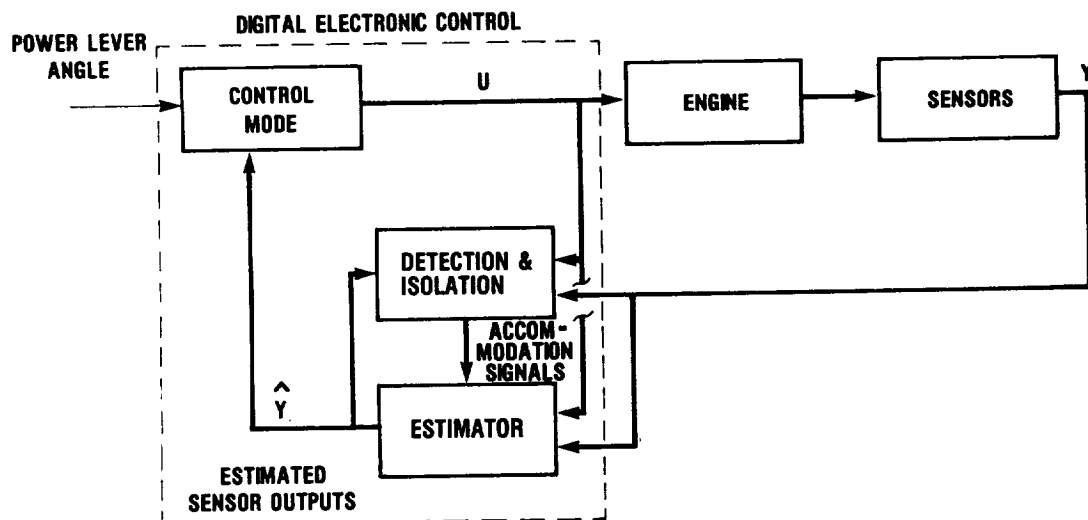 DIGITAL ELECTRONIC CONTROL
POWER LEVER
ANGLE
CONTROL
MODE
U
ENGINE
SENSORS
Y
DETECTION &
ISOLATION
ACCOM-
MODATION
SIGNALS
^
Y
ESTIMATOR
ESTIMATED
SENSOR OUTPUTS